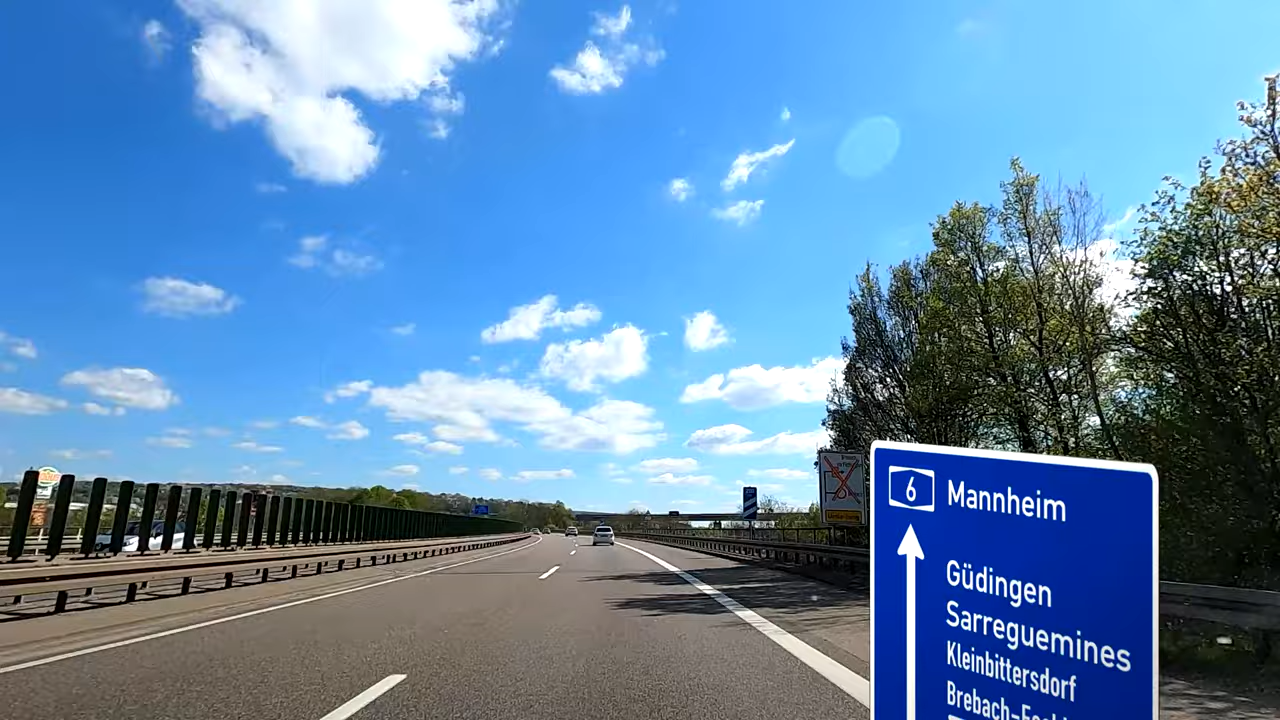 6 Mannheim
Güdingen
Sarreguemines
Kleinbittersdorf